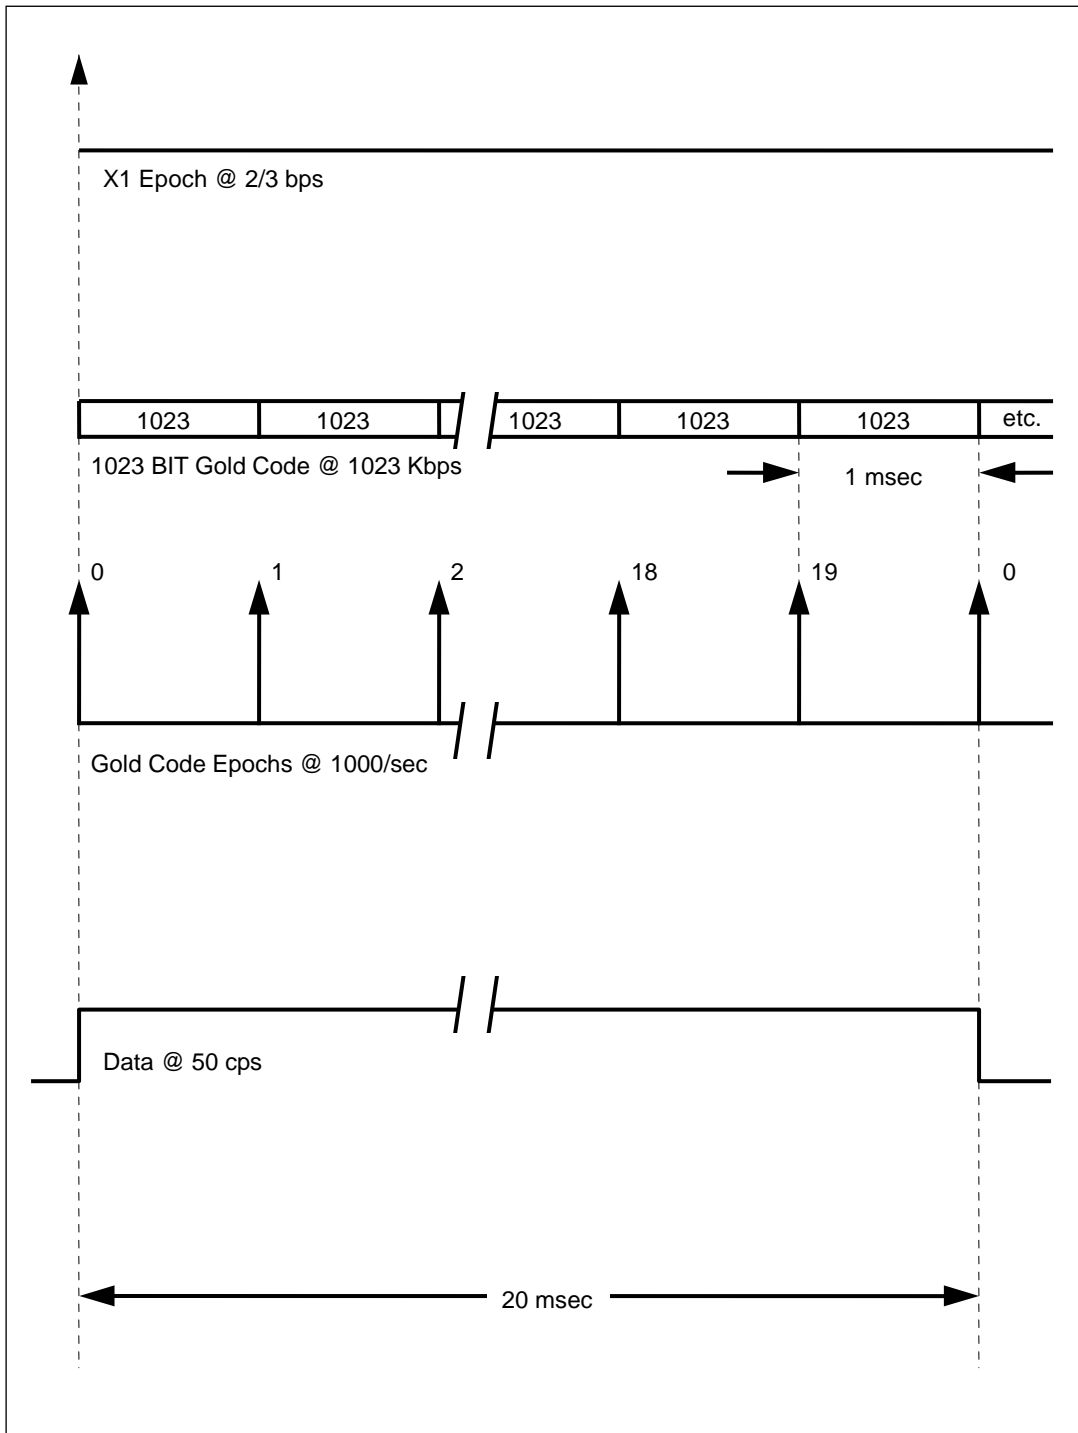 X1 Epoch @ 2/3 bps
1023 1023 1023 1023 1023 etc.
1023 BIT Gold Code @ 1023 Kbps
1 msec
0 1 2 18 19 0
Gold Code Epochs @ 1000/sec
Data @ 50 cps
20 msec